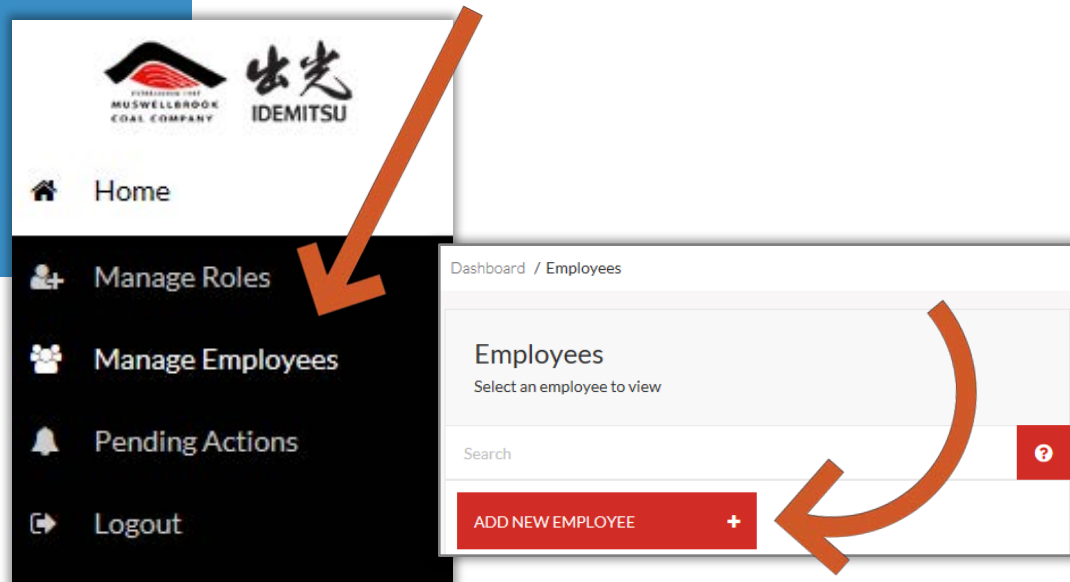 出光
MUSWELLBROOK
COAL COMPANY
IDEMITSU
Home
Manage Roles
Manage Employees
Pending Actions
Logout
Dashboard / Employees
Employees
Select an employee to view
Search
ADD NEW EMPLOYEE +